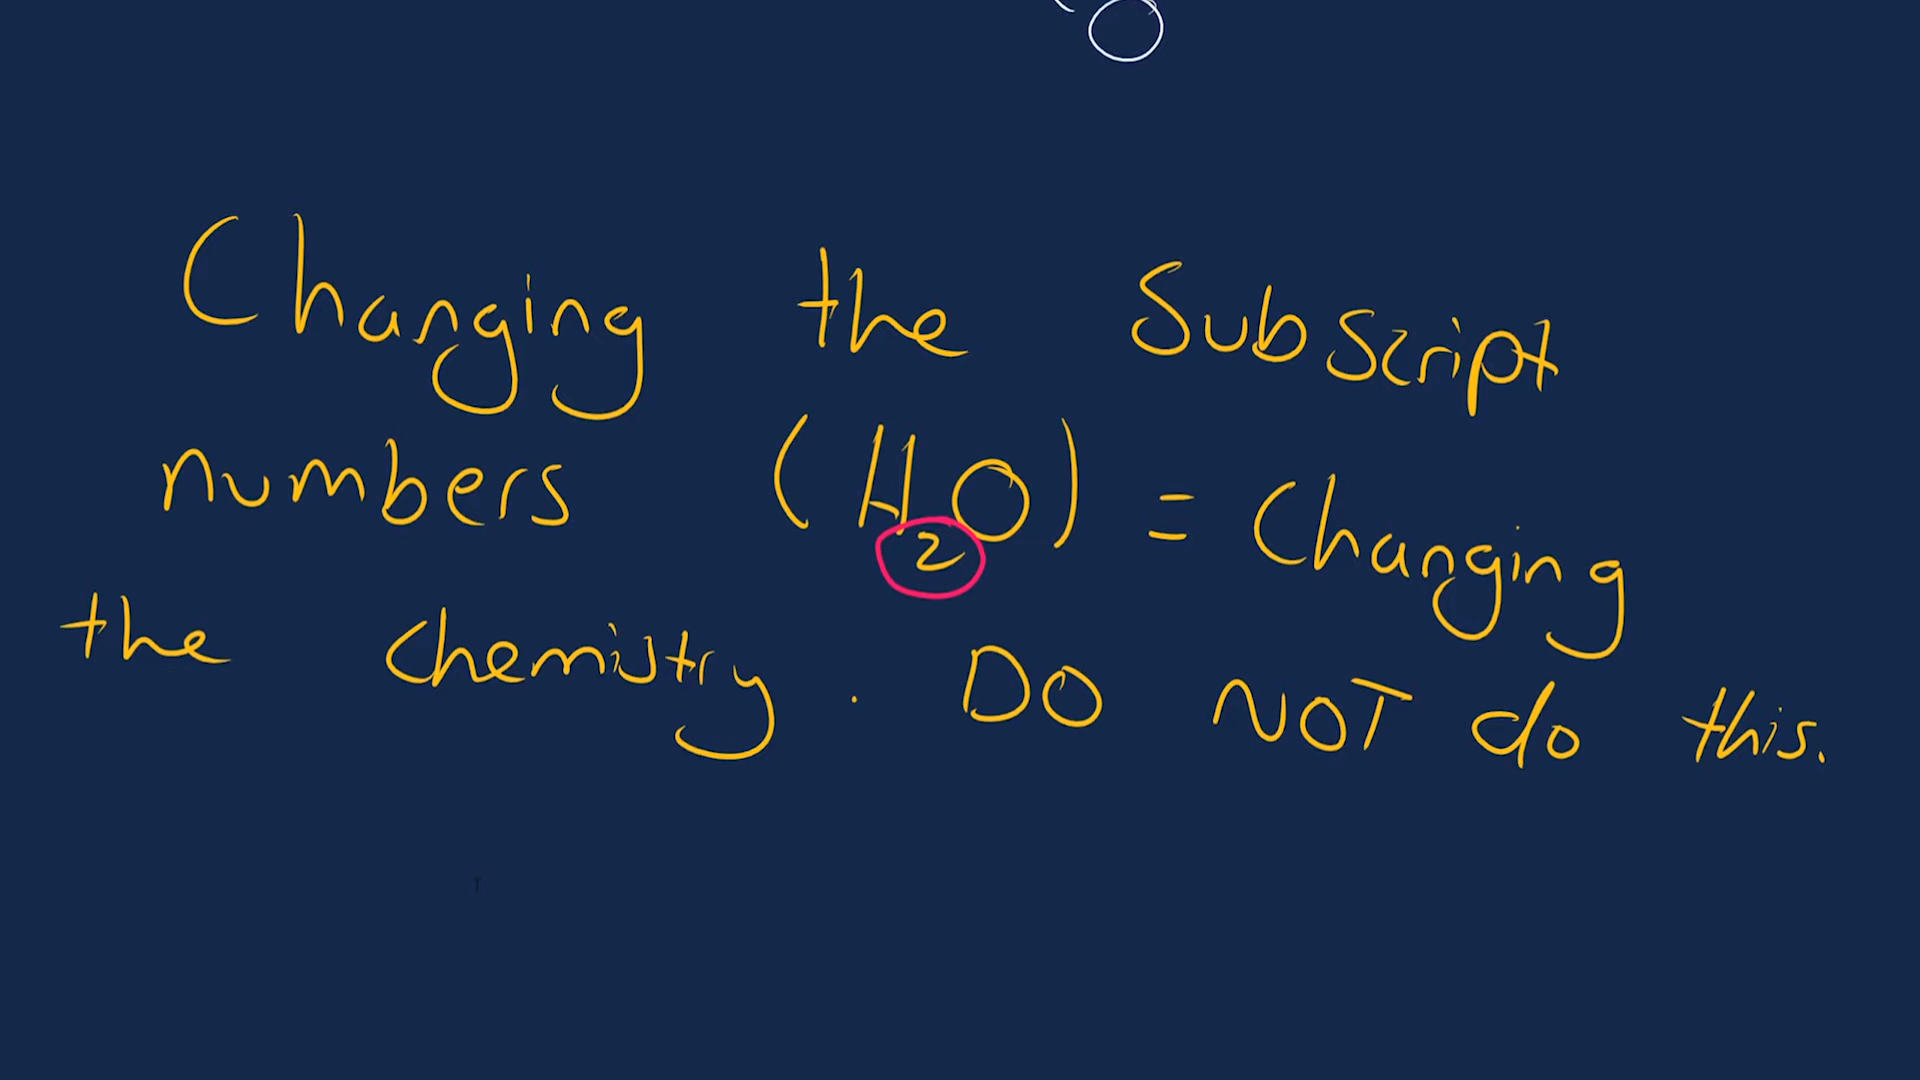 Changing the Subscript
numbers (H₂O) = Changing
the chemistry. DO NOT do this.